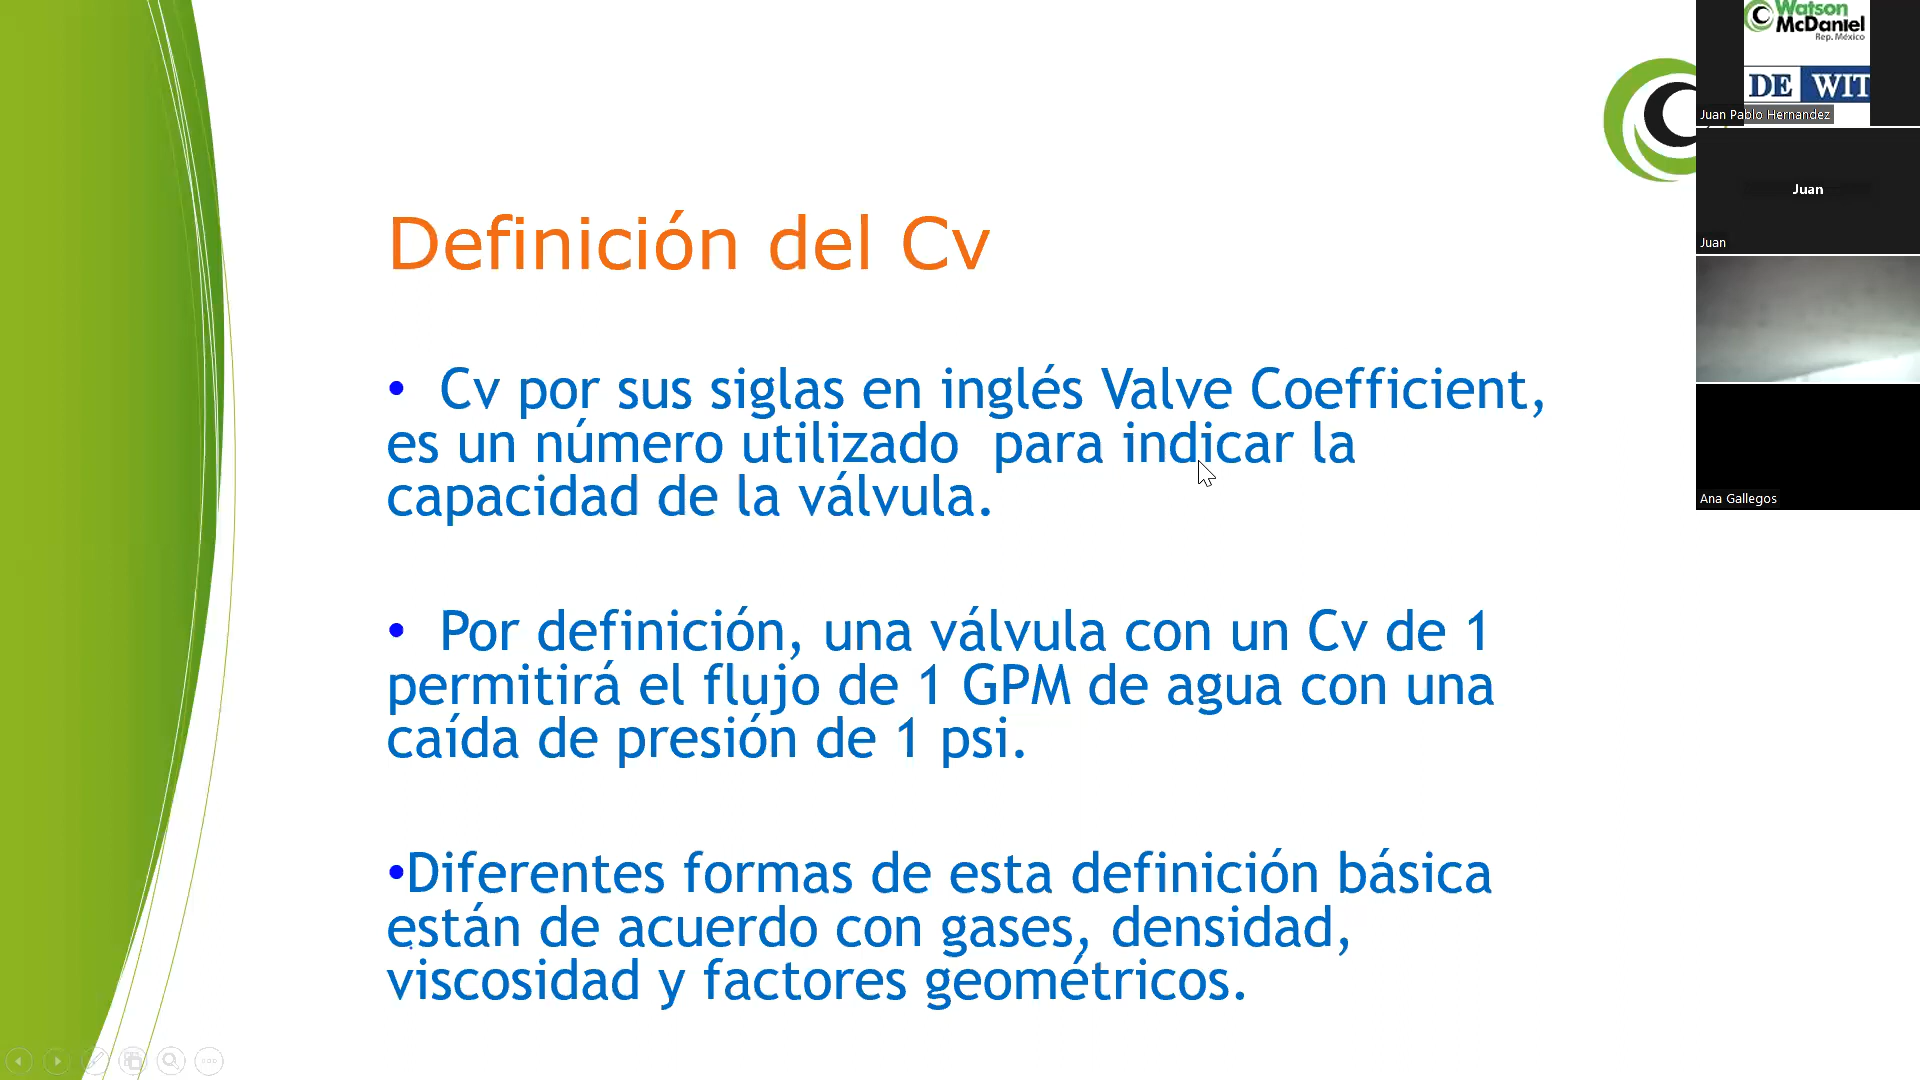 Definición del Cv
• Cv por sus siglas en inglés Valve Coefficient,
es un número utilizado para indicar la
capacidad de la válvula.
• Por definición, una válvula con un Cv de 1
permitirá el flujo de 1 GPM de agua con una
caída de presión de 1 psi.
•Diferentes formas de esta definición básica
están de acuerdo con gases, densidad,
viscosidad y factores geométricos.
Watson
McDaniel
Rep. México
DE WIT
Juan Pablo Hernandez
Juan
Juan
Ana Gallegos